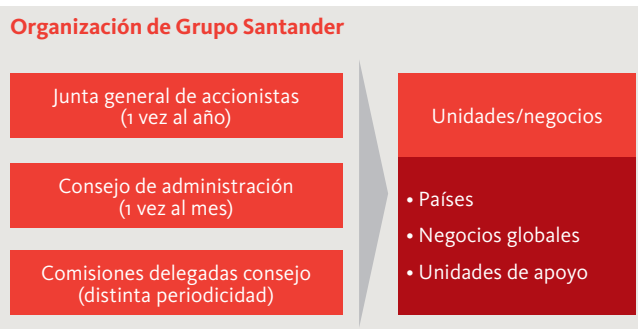 Organización de Grupo Santander
Junta general de accionistas
(1 vez al año)
Consejo de administración
(1 vez al mes)
Comisiones delegadas consejo
(distinta periodicidad)
Unidades/negocios
• Países
• Negocios globales
• Unidades de apoyo